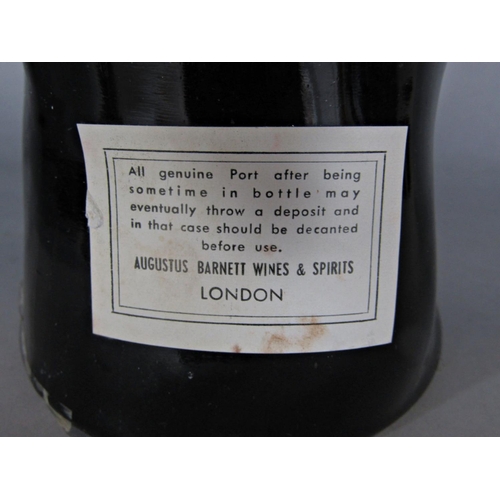 All genuine Port after being
sometime in bottle may
eventually throw a deposit and
in that case should be decanted
before use.
AUGUSTUS BARNETT WINES & SPIRITS
LONDON